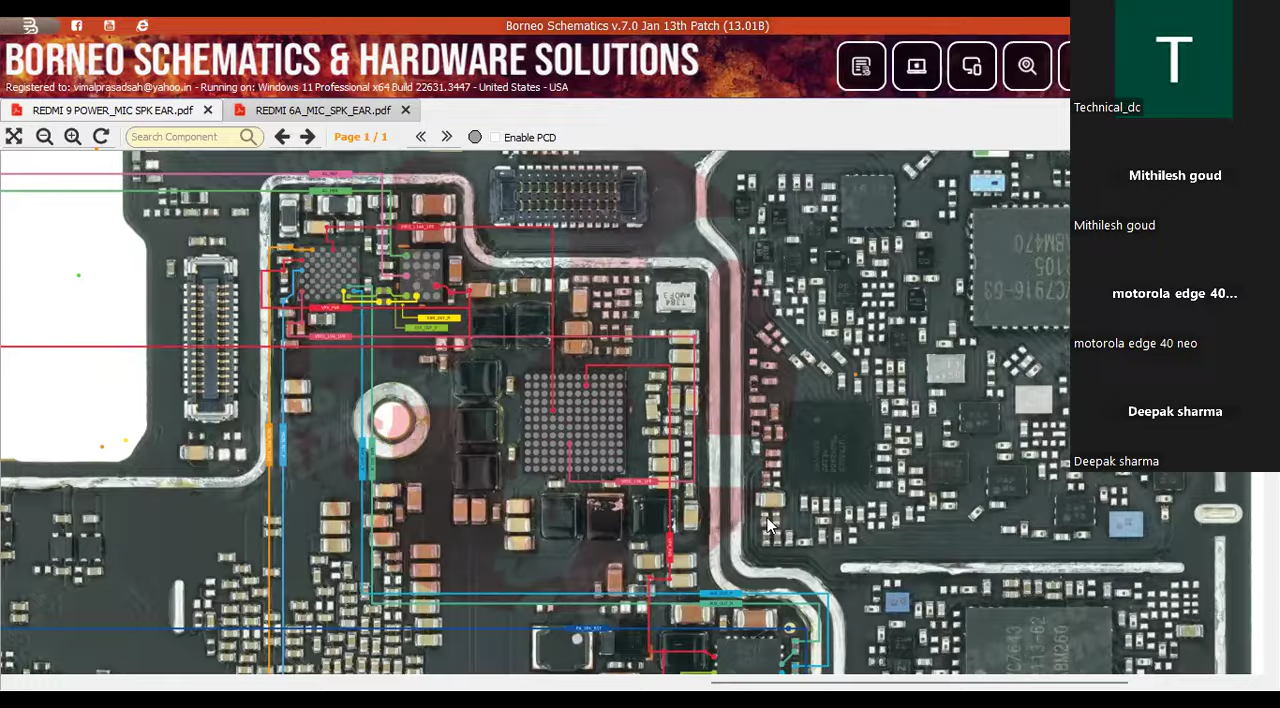 Borneo Schematics v.7.0 Jan 13th Patch (13.01B)
BORNEO SCHEMATICS & HARDWARE SOLUTIONS
Registered to: vimalprasadsah@yahoo.in - Running on: Windows 11 Professional x64 Build 22631.3447 - United States - USA
REDMI 9 POWER_MIC SPK EAR.pdf
REDMI 6A_MIC_SPK_EAR.pdf
Search Component
Page 1 / 1
Enable PCD
T
Technical_dc
Mithilesh goud
Mithilesh goud
motorola edge 40...
motorola edge 40 neo
Deepak sharma
Deepak sharma